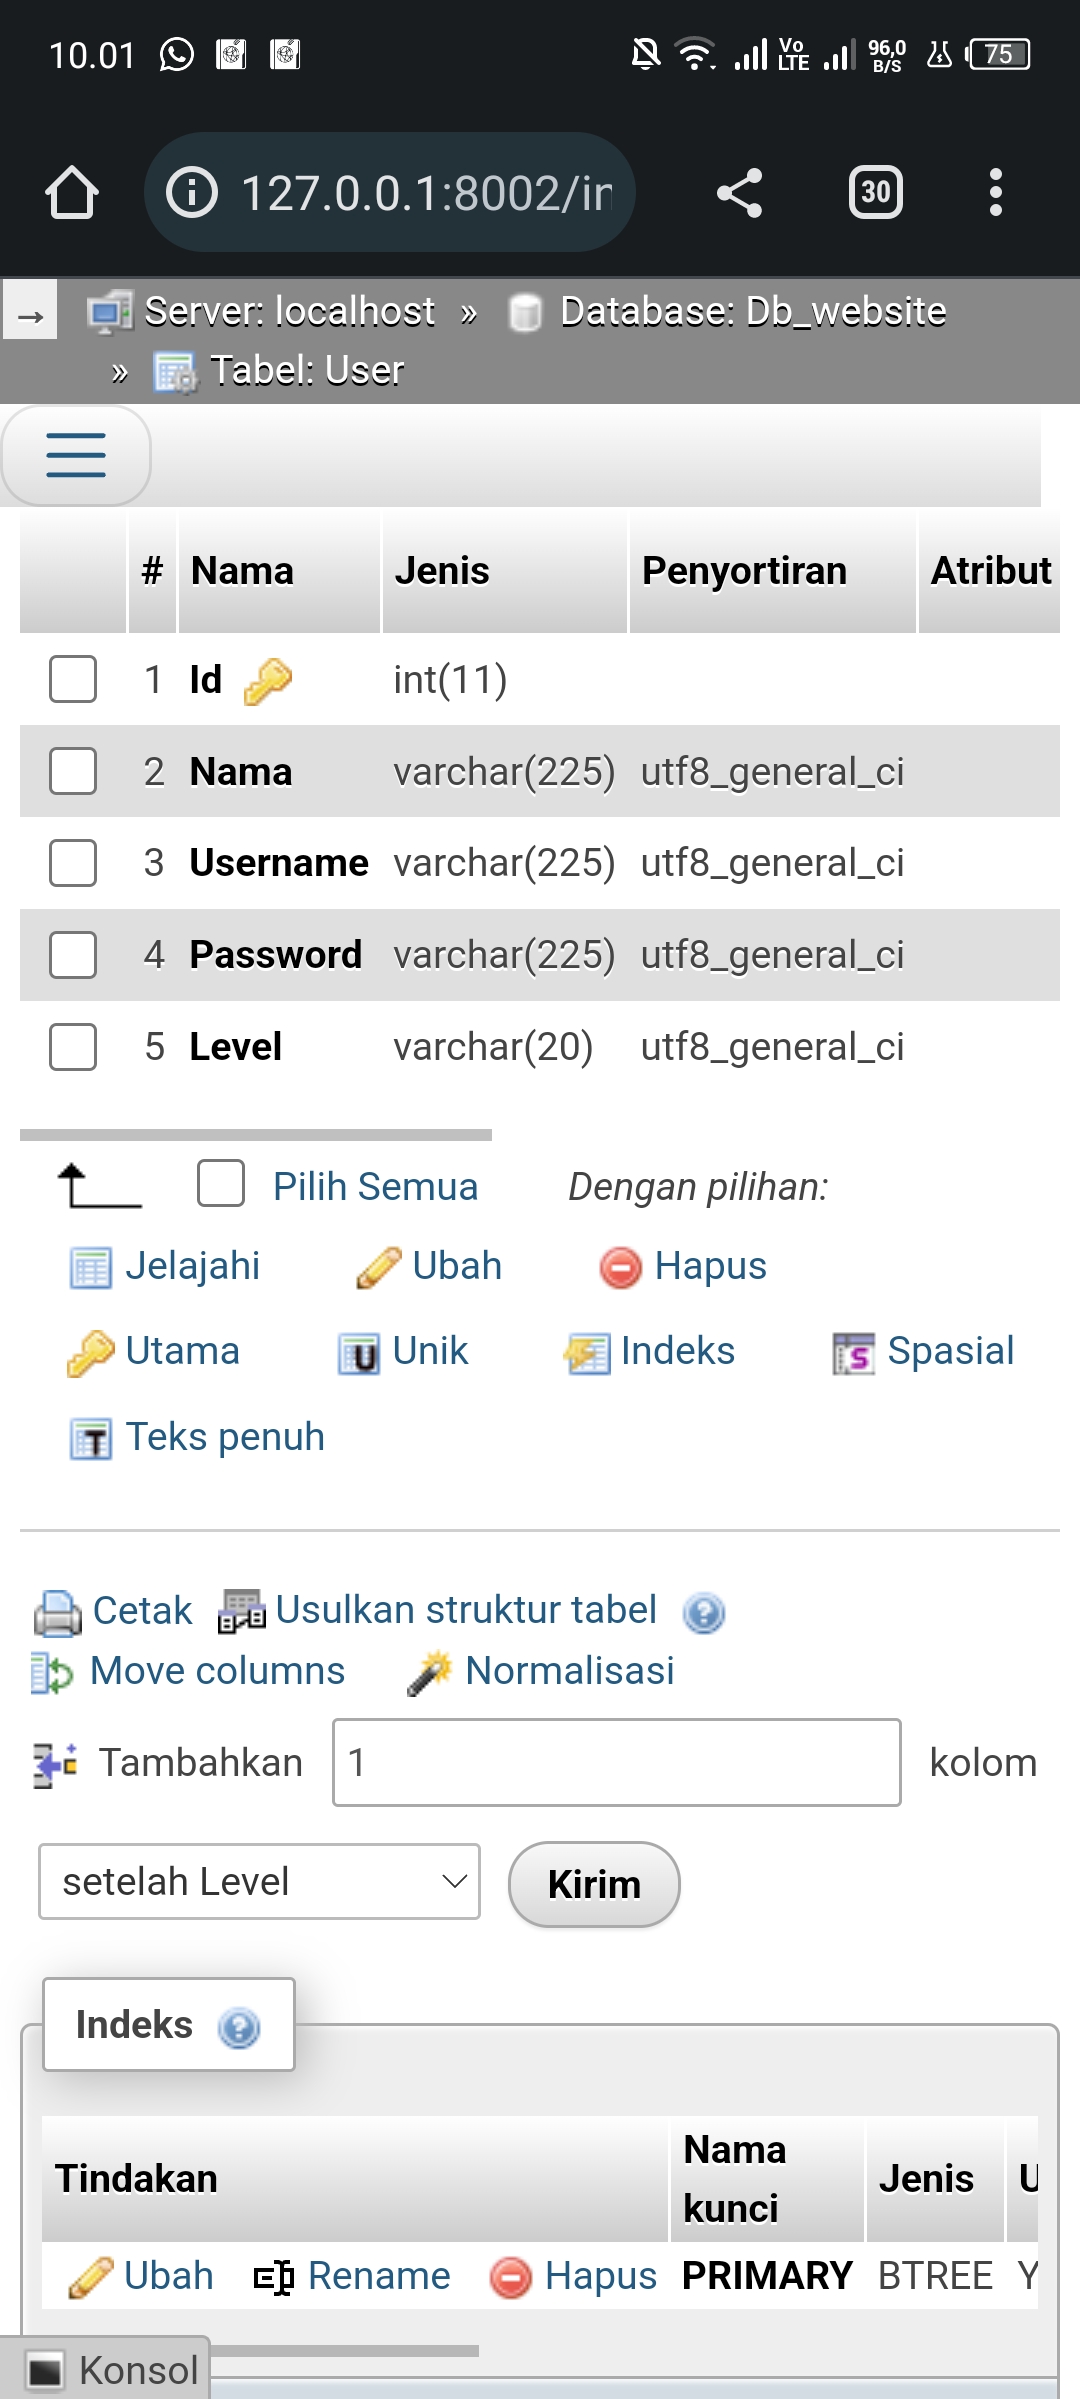 10.01 Vo LTE 96,0 B/S 75
127.0.0.1:8002/in 30
→ Server: localhost » Database: Db_website
» Tabel: User
# Nama Jenis Penyortiran Atribut
1 Id int(11)
2 Nama varchar(225) utf8_general_ci
3 Username varchar(225) utf8_general_ci
4 Password varchar(225) utf8_general_ci
5 Level varchar(20) utf8_general_ci
Pilih Semua Dengan pilihan:
Jelajahi Ubah Hapus
Utama U Unik Indeks S Spasial
T Teks penuh
Cetak Usulkan struktur tabel ?
Move columns Normalisasi
Tambahkan 1 kolom
setelah Level Kirim
Indeks ?
Tindakan Nama kunci Jenis U
Ubah Rename Hapus PRIMARY BTREE Y
Konsol